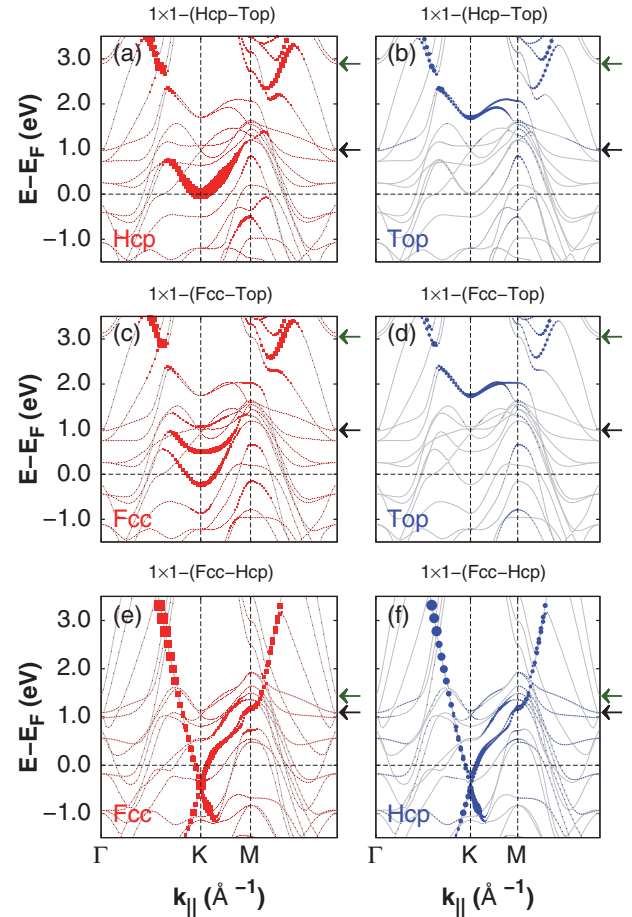 1×1−(Hcp−Top)
1×1−(Hcp−Top)
(a)
(b)
3.0
2.0
1.0
0.0
−1.0
E−E_F (eV)
Hcp
Top
1×1−(Fcc−Top)
1×1−(Fcc−Top)
(c)
(d)
3.0
2.0
1.0
0.0
−1.0
E−E_F (eV)
Fcc
Top
1×1−(Fcc−Hcp)
1×1−(Fcc−Hcp)
(e)
(f)
3.0
2.0
1.0
0.0
−1.0
E−E_F (eV)
Fcc
Hcp
Γ K M
Γ K M
k_|| (Å ⁻¹)
k_|| (Å ⁻¹)